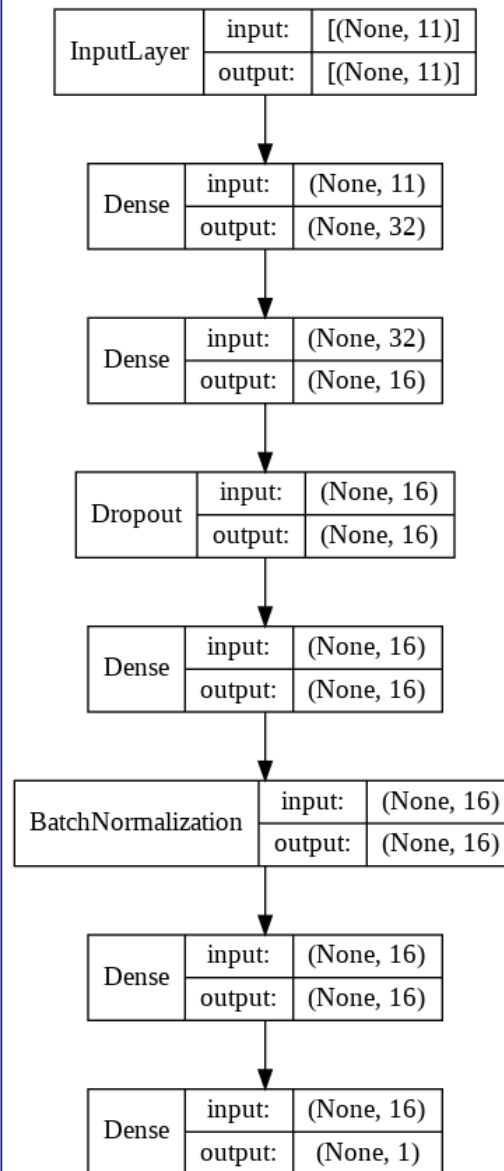 InputLayer
input: [(None, 11)]
output: [(None, 11)]
Dense
input: (None, 11)
output: (None, 32)
Dense
input: (None, 32)
output: (None, 16)
Dropout
input: (None, 16)
output: (None, 16)
Dense
input: (None, 16)
output: (None, 16)
BatchNormalization
input: (None, 16)
output: (None, 16)
Dense
input: (None, 16)
output: (None, 16)
Dense
input: (None, 16)
output: (None, 1)